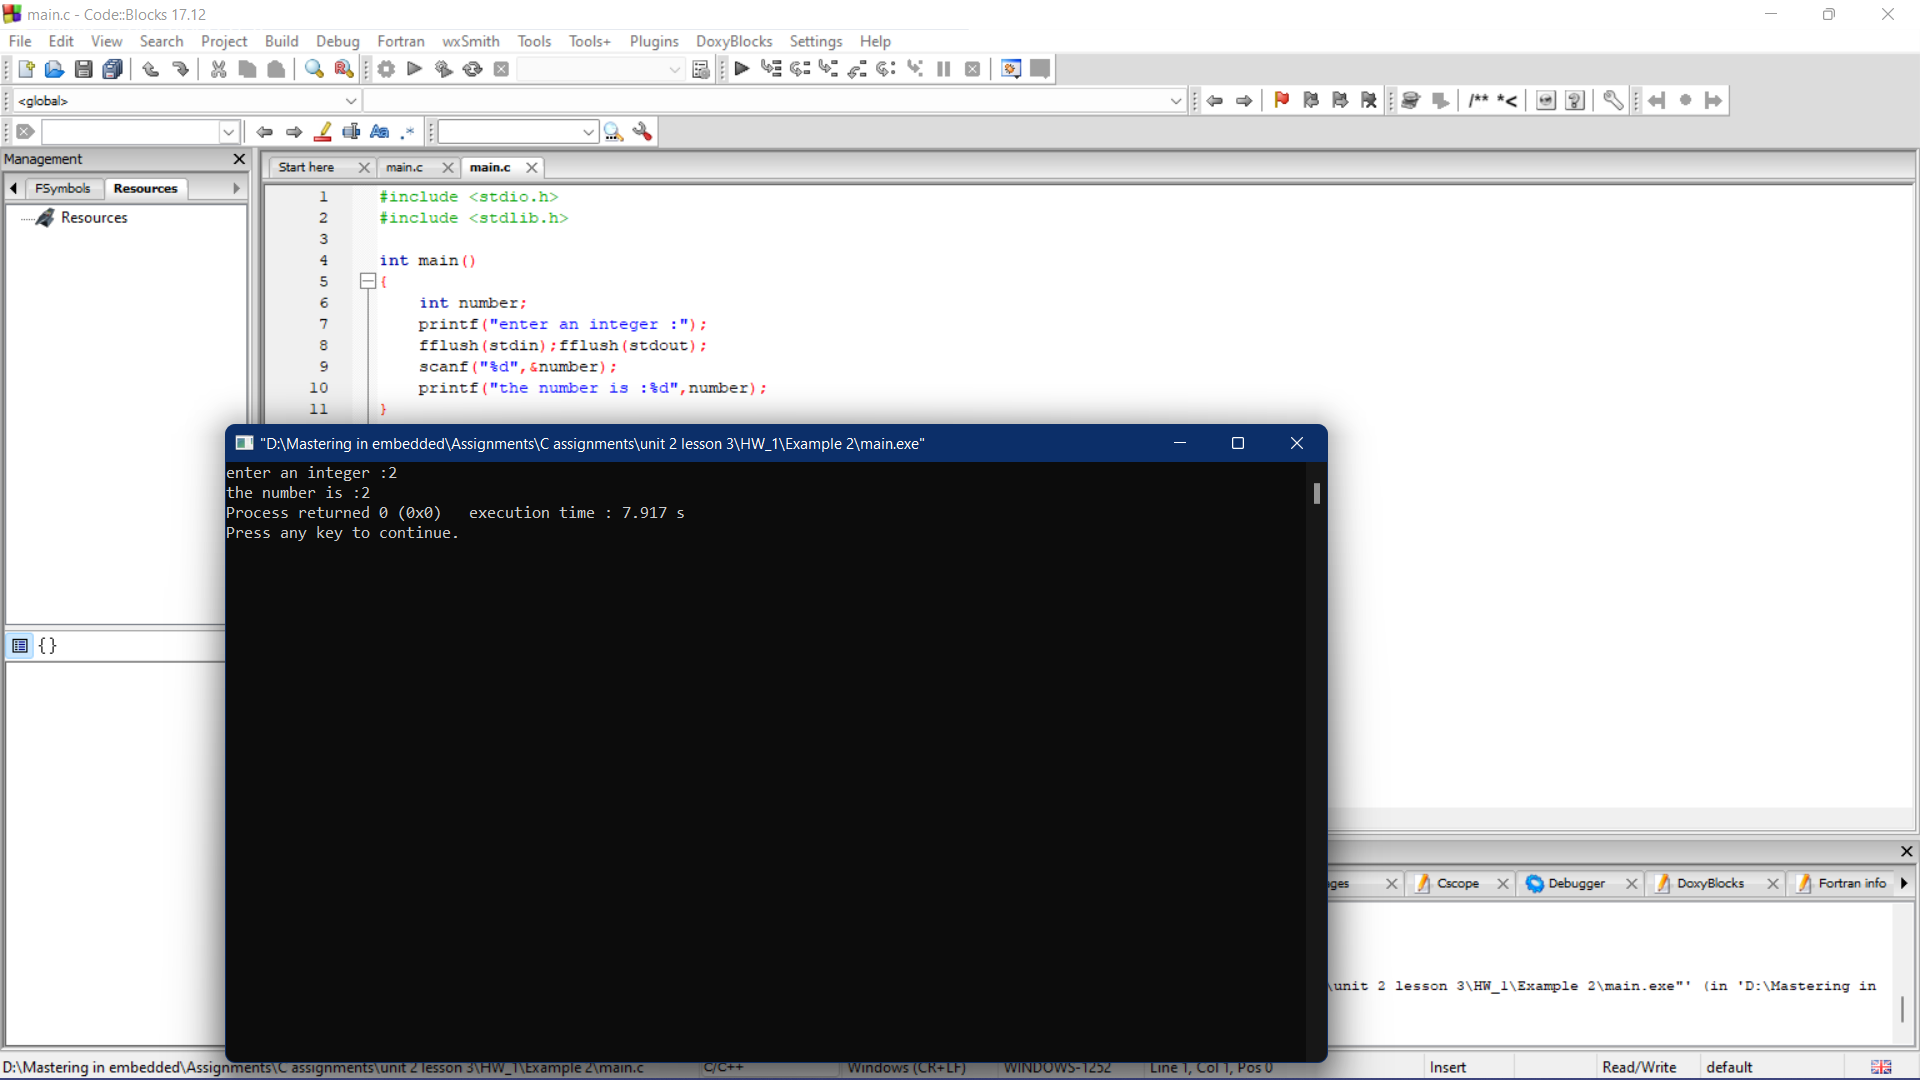 main.c - Code::Blocks 17.12
File Edit View Search Project Build Debug Fortran wxSmith Tools Tools+ Plugins DoxyBlocks Settings Help
<global>
/** *<
Aa .*
Management
FSymbols Resources
Resources
{}
Start here main.c main.c
1 #include <stdio.h>
2 #include <stdlib.h>
3
4 int main()
5 {
6 int number;
7 printf("enter an integer :");
8 fflush(stdin);fflush(stdout);
9 scanf("%d",&number);
10 printf("the number is :%d",number);
11 }
"D:\Mastering in embedded\Assignments\C assignments\unit 2 lesson 3\HW_1\Example 2\main.exe"
enter an integer :2
the number is :2
Process returned 0 (0x0) execution time : 7.917 s
Press any key to continue.
ges Cscope Debugger DoxyBlocks Fortran info
\unit 2 lesson 3\HW_1\Example 2\main.exe"' (in 'D:\Mastering in
D:\Mastering in embedded\Assignments\C assignments\unit 2 lesson 3\HW_1\Example 2\main.c C/C++ Windows (CR+LF) WINDOWS-1252 Line 1, Col 1, Pos 0 Insert Read/Write default